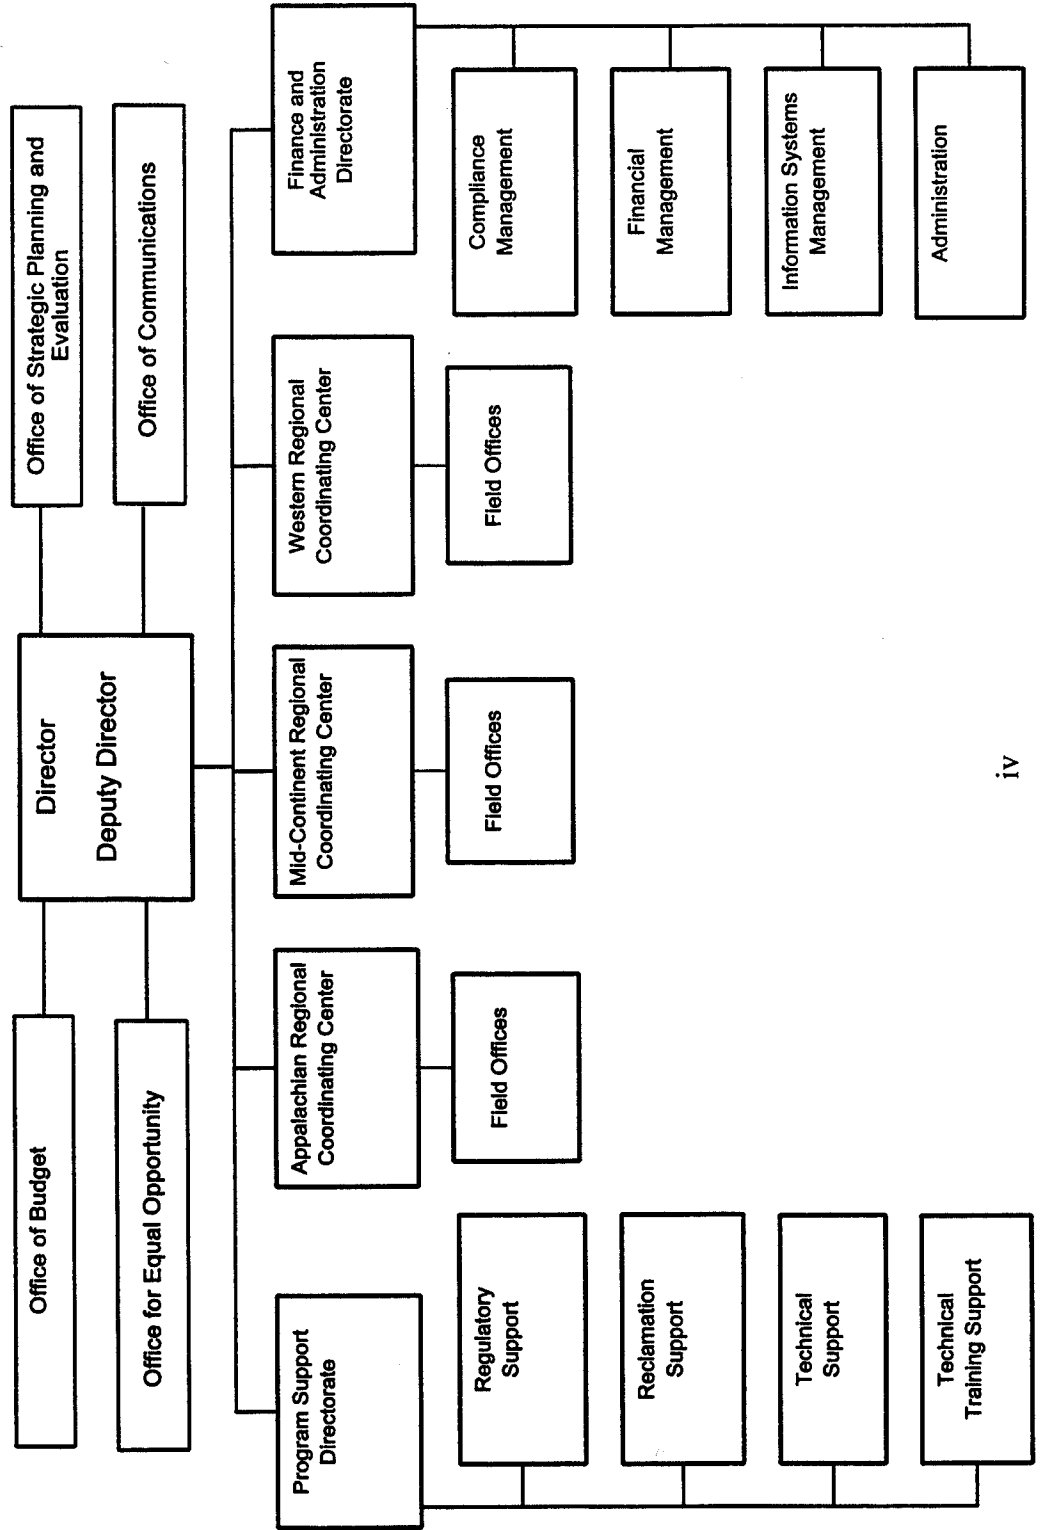 Director
Deputy Director
Office of Budget
Office for Equal Opportunity
Office of Strategic Planning and
Evaluation
Office of Communications
Program Support
Directorate
Regulatory
Support
Reclamation
Support
Technical
Support
Technical
Training Support
Appalachian Regional
Coordinating Center
Field Offices
Mid-Continent Regional
Coordinating Center
Field Offices
Western Regional
Coordinating Center
Field Offices
Finance and
Administration
Directorate
Compliance
Management
Financial
Management
Information Systems
Management
Administration
iv